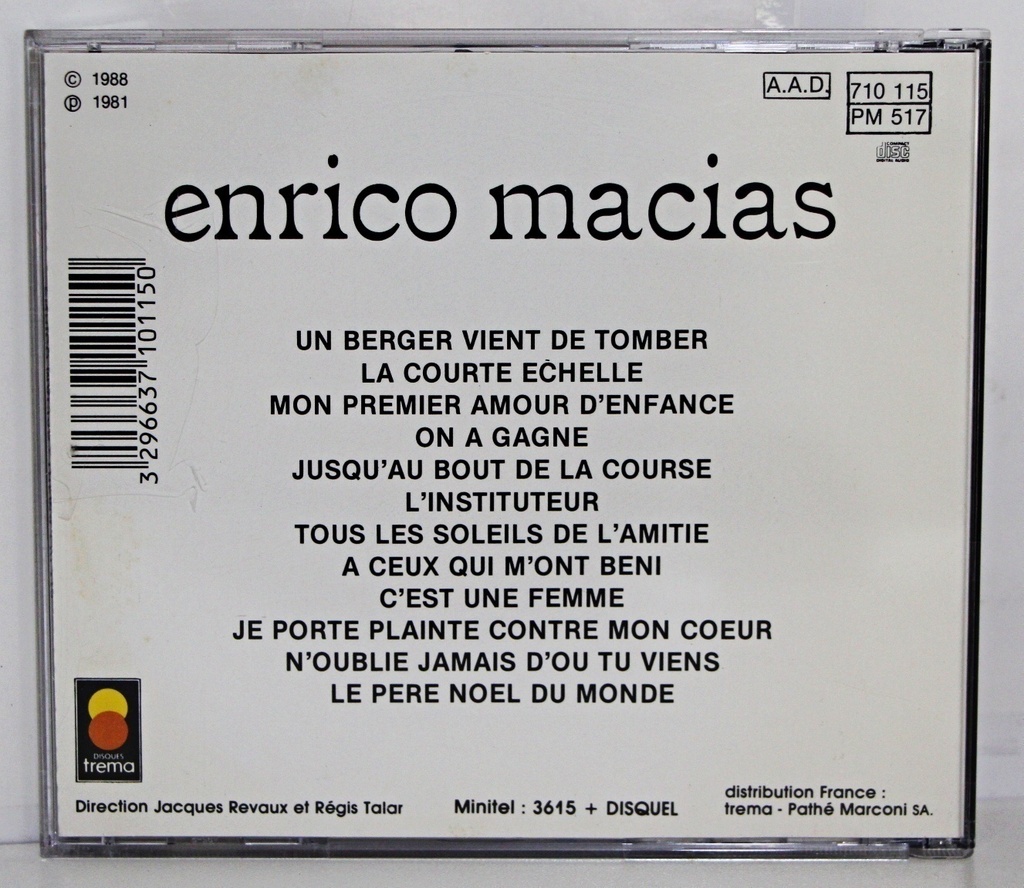 © 1988
℗ 1981
A.A.D.
710 115
PM 517
COMPACT
disc
DIGITAL AUDIO
enrico macias
3 296637 101150
UN BERGER VIENT DE TOMBER
LA COURTE ECHELLE
MON PREMIER AMOUR D'ENFANCE
ON A GAGNE
JUSQU'AU BOUT DE LA COURSE
L'INSTITUTEUR
TOUS LES SOLEILS DE L'AMITIE
A CEUX QUI M'ONT BENI
C'EST UNE FEMME
JE PORTE PLAINTE CONTRE MON COEUR
N'OUBLIE JAMAIS D'OU TU VIENS
LE PERE NOEL DU MONDE
DISQUES
trema
Direction Jacques Revaux et Régis Talar
Minitel : 3615 + DISQUEL
distribution France :
trema - Pathé Marconi SA.